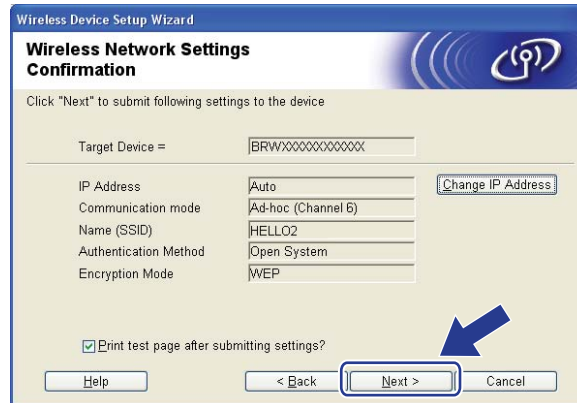 Wireless Device Setup Wizard
Wireless Network Settings
Confirmation
Click "Next" to submit following settings to the device
Target Device = BRWXXXXXXXXXXXX
IP Address Auto Change IP Address
Communication mode Ad-hoc (Channel 6)
Name (SSID) HELLO2
Authentication Method Open System
Encryption Mode WEP
Print test page after submitting settings?
Help < Back Next > Cancel